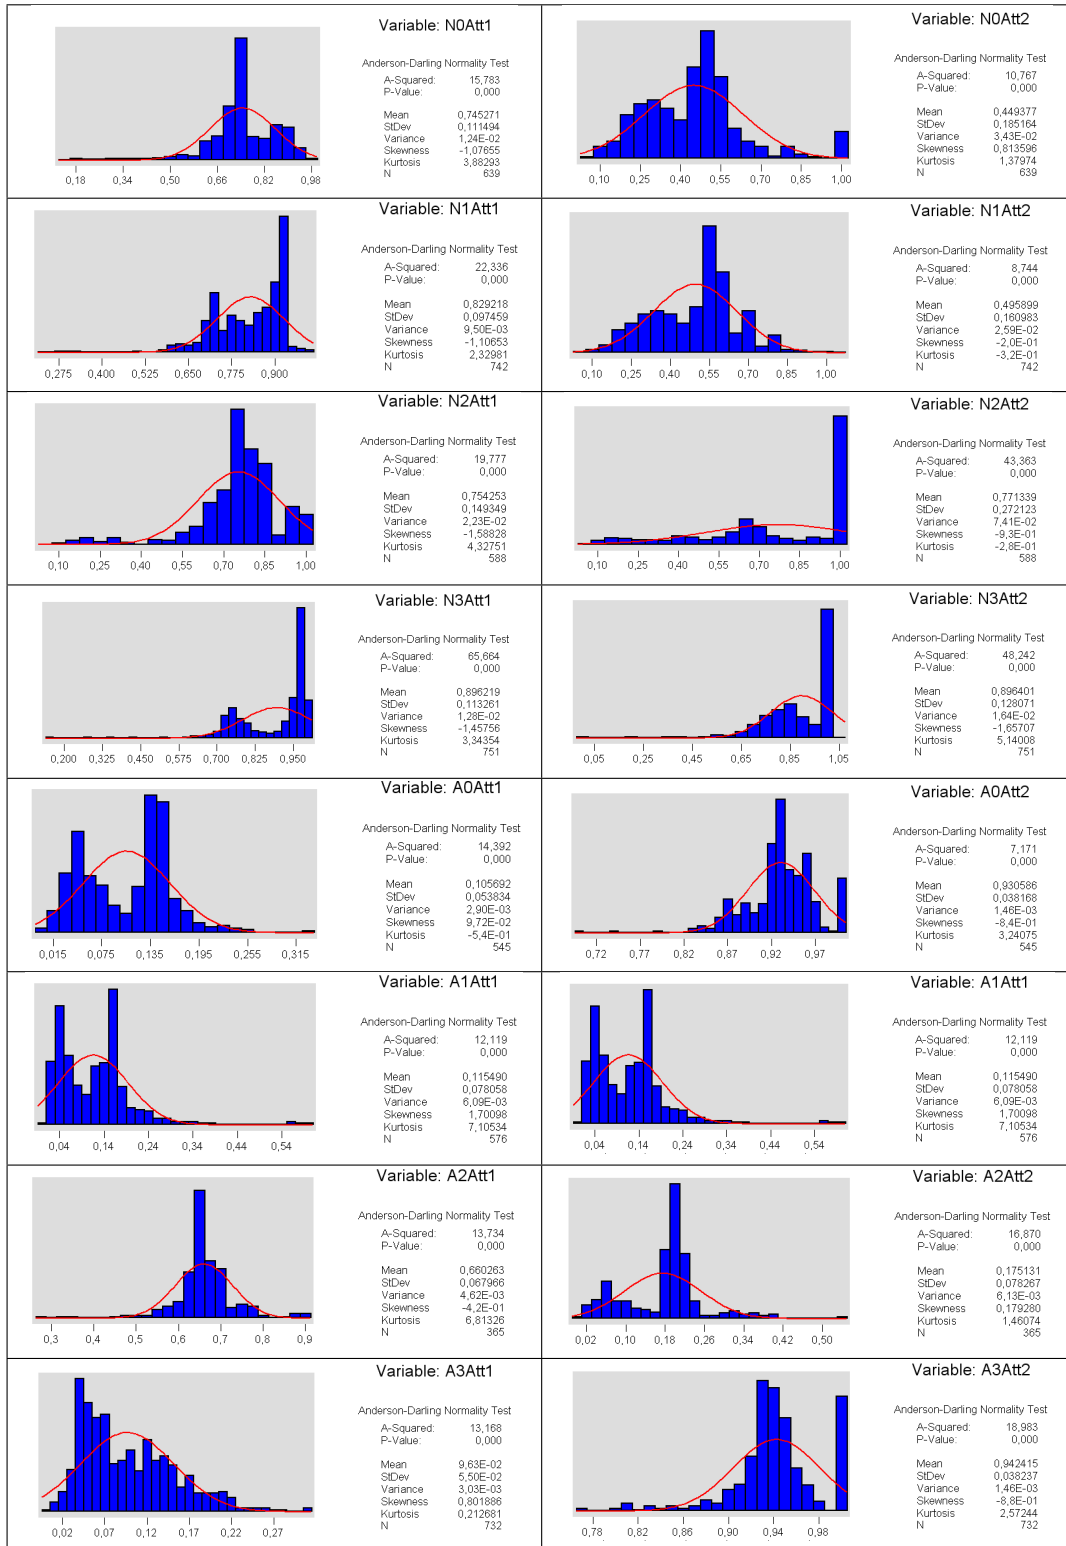 Variable: N0Att1
Anderson-Darling Normality Test
A-Squared: 15,783
P-Value: 0,000
Mean 0,745271
StDev 0,111494
Variance 1,24E-02
Skewness -1,07655
Kurtosis 3,88293
N 639
0,18 0,34 0,50 0,66 0,82 0,98
Variable: N0Att2
Anderson-Darling Normality Test
A-Squared: 10,767
P-Value: 0,000
Mean 0,449377
StDev 0,185164
Variance 3,43E-02
Skewness 0,813596
Kurtosis 1,37974
N 639
0,10 0,25 0,40 0,55 0,70 0,85 1,00
Variable: N1Att1
Anderson-Darling Normality Test
A-Squared: 22,336
P-Value: 0,000
Mean 0,829218
StDev 0,097459
Variance 9,50E-03
Skewness -1,10653
Kurtosis 2,32981
N 742
0,275 0,400 0,525 0,650 0,775 0,900
Variable: N1Att2
Anderson-Darling Normality Test
A-Squared: 8,744
P-Value: 0,000
Mean 0,495899
StDev 0,160983
Variance 2,59E-02
Skewness -2,0E-01
Kurtosis -3,2E-01
N 742
0,10 0,25 0,40 0,55 0,70 0,85 1,00
Variable: N2Att1
Anderson-Darling Normality Test
A-Squared: 19,777
P-Value: 0,000
Mean 0,754253
StDev 0,149349
Variance 2,23E-02
Skewness -1,58828
Kurtosis 4,32751
N 588
0,10 0,25 0,40 0,55 0,70 0,85 1,00
Variable: N2Att2
Anderson-Darling Normality Test
A-Squared: 43,363
P-Value: 0,000
Mean 0,771339
StDev 0,272123
Variance 7,41E-02
Skewness -9,3E-01
Kurtosis -2,8E-01
N 588
0,10 0,25 0,40 0,55 0,70 0,85 1,00
Variable: N3Att1
Anderson-Darling Normality Test
A-Squared: 65,664
P-Value: 0,000
Mean 0,896219
StDev 0,113261
Variance 1,28E-02
Skewness -1,45756
Kurtosis 3,34354
N 751
0,200 0,325 0,450 0,575 0,700 0,825 0,950
Variable: N3Att2
Anderson-Darling Normality Test
A-Squared: 48,242
P-Value: 0,000
Mean 0,896401
StDev 0,128071
Variance 1,64E-02
Skewness -1,65707
Kurtosis 5,14008
N 751
0,05 0,25 0,45 0,65 0,85 1,05
Variable: A0Att1
Anderson-Darling Normality Test
A-Squared: 14,392
P-Value: 0,000
Mean 0,105692
StDev 0,053834
Variance 2,90E-03
Skewness 9,72E-02
Kurtosis -5,4E-01
N 545
0,015 0,075 0,135 0,195 0,255 0,315
Variable: A0Att2
Anderson-Darling Normality Test
A-Squared: 7,171
P-Value: 0,000
Mean 0,930586
StDev 0,038168
Variance 1,46E-03
Skewness -8,4E-01
Kurtosis 3,24075
N 545
0,72 0,77 0,82 0,87 0,92 0,97
Variable: A1Att1
Anderson-Darling Normality Test
A-Squared: 12,119
P-Value: 0,000
Mean 0,115490
StDev 0,078058
Variance 6,09E-03
Skewness 1,70098
Kurtosis 7,10534
N 576
0,04 0,14 0,24 0,34 0,44 0,54
Variable: A1Att1
Anderson-Darling Normality Test
A-Squared: 12,119
P-Value: 0,000
Mean 0,115490
StDev 0,078058
Variance 6,09E-03
Skewness 1,70098
Kurtosis 7,10534
N 576
0,04 0,14 0,24 0,34 0,44 0,54
Variable: A2Att1
Anderson-Darling Normality Test
A-Squared: 13,734
P-Value: 0,000
Mean 0,660263
StDev 0,067966
Variance 4,62E-03
Skewness -4,2E-01
Kurtosis 6,81326
N 365
0,3 0,4 0,5 0,6 0,7 0,8 0,9
Variable: A2Att2
Anderson-Darling Normality Test
A-Squared: 16,870
P-Value: 0,000
Mean 0,175131
StDev 0,078267
Variance 6,13E-03
Skewness 0,179280
Kurtosis 1,46074
N 365
0,02 0,10 0,18 0,26 0,34 0,42 0,50
Variable: A3Att1
Anderson-Darling Normality Test
A-Squared: 13,168
P-Value: 0,000
Mean 9,63E-02
StDev 5,50E-02
Variance 3,03E-03
Skewness 0,801886
Kurtosis 0,212681
N 732
0,02 0,07 0,12 0,17 0,22 0,27
Variable: A3Att2
Anderson-Darling Normality Test
A-Squared: 18,983
P-Value: 0,000
Mean 0,942415
StDev 0,038237
Variance 1,46E-03
Skewness -8,8E-01
Kurtosis 2,57244
N 732
0,78 0,82 0,86 0,90 0,94 0,98